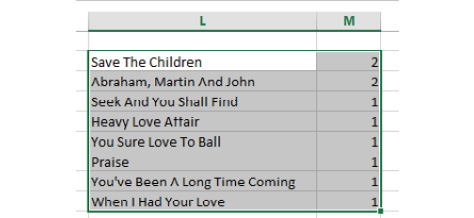 L M
Save The Children 2
Abraham, Martin And John 2
Seek And You Shall Find 1
Heavy Love Affair 1
You Sure Love To Ball 1
Praise 1
You've Been A Long Time Coming 1
When I Had Your Love 1